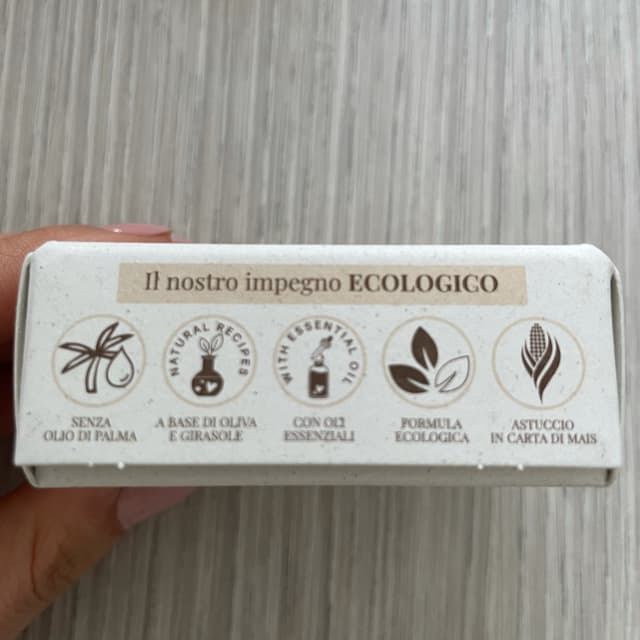 Il nostro impegno ECOLOGICO
NATURAL RECIPES
WITH ESSENTIAL OIL
SENZA
OLIO DI PALMA
A BASE DI OLIVA
E GIRASOLE
CON OLI
ESSENZIALI
FORMULA
ECOLOGICA
ASTUCCIO
IN CARTA DI MAIS